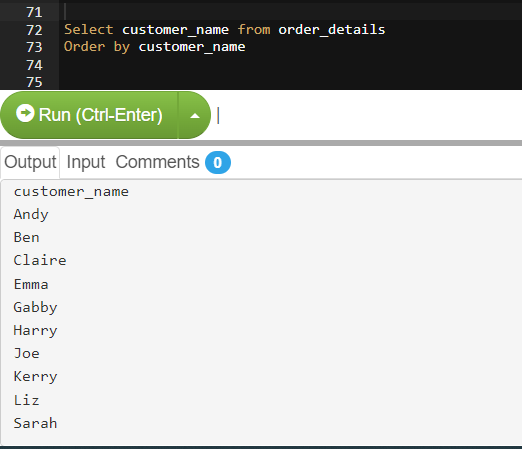 71
72 Select customer_name from order_details
73 Order by customer_name
74
75
Run (Ctrl-Enter)
Output Input Comments 0
customer_name
Andy
Ben
Claire
Emma
Gabby
Harry
Joe
Kerry
Liz
Sarah